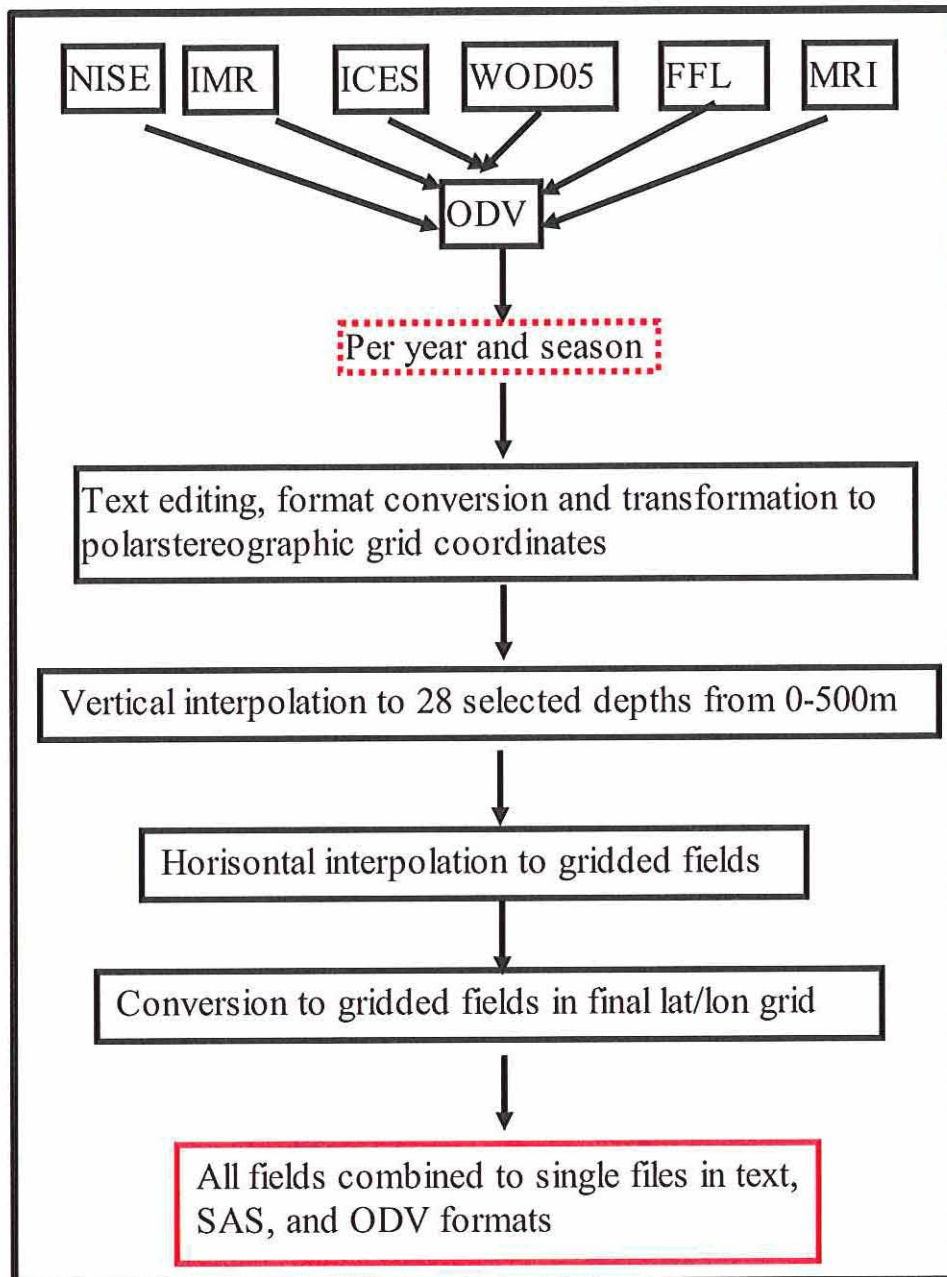 NISE IMR ICES WOD05 FFL MRI
ODV
Per year and season
Text editing, format conversion and transformation to
polarstereographic grid coordinates
Vertical interpolation to 28 selected depths from 0-500m
Horisontal interpolation to gridded fields
Conversion to gridded fields in final lat/lon grid
All fields combined to single files in text,
SAS, and ODV formats